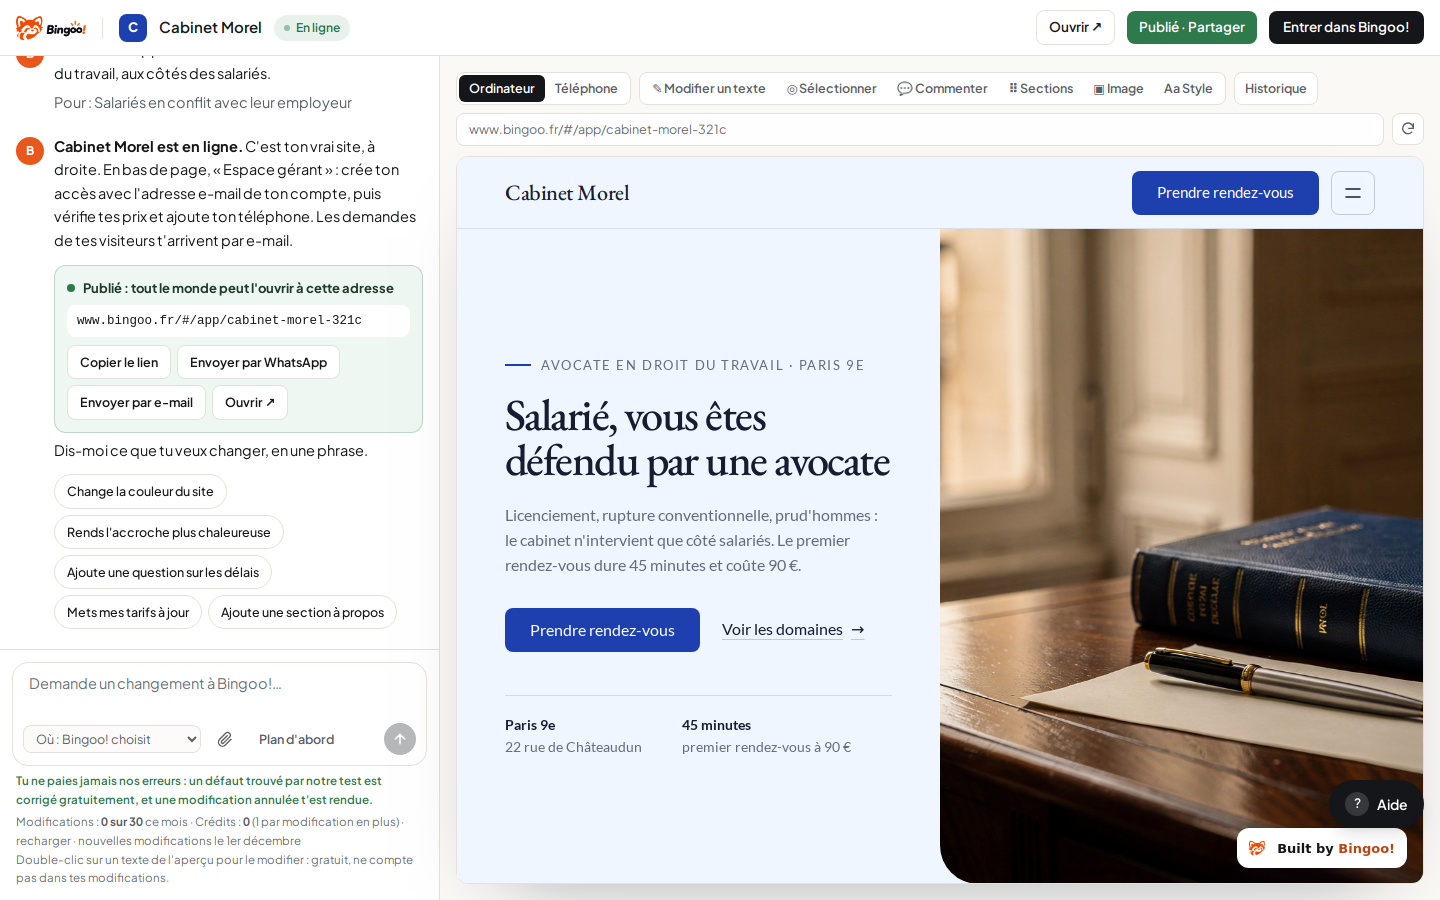 Bingoo!
C
Cabinet Morel
En ligne
Ouvrir ↗
Publié · Partager
Entrer dans Bingoo!
du travail, aux côtés des salariés.
Pour : Salariés en conflit avec leur employeur
B
Cabinet Morel est en ligne. C'est ton vrai site, à
droite. En bas de page, « Espace gérant » : crée ton
accès avec l'adresse e-mail de ton compte, puis
vérifie tes prix et ajoute ton téléphone. Les demandes
de tes visiteurs t'arrivent par e-mail.
Publié : tout le monde peut l'ouvrir à cette adresse
www.bingoo.fr/#/app/cabinet-morel-321c
Copier le lien
Envoyer par WhatsApp
Envoyer par e-mail
Ouvrir ↗
Dis-moi ce que tu veux changer, en une phrase.
Change la couleur du site
Rends l'accroche plus chaleureuse
Ajoute une question sur les délais
Mets mes tarifs à jour
Ajoute une section à propos
Demande un changement à Bingoo!...
Où : Bingoo! choisit
Plan d'abord
Tu ne paies jamais nos erreurs : un défaut trouvé par notre test est
corrigé gratuitement, et une modification annulée t'est rendue.
Modifications : 0 sur 30 ce mois · Crédits : 0 (1 par modification en plus) ·
recharger · nouvelles modifications le 1er décembre
Double-clic sur un texte de l'aperçu pour le modifier : gratuit, ne compte
pas dans tes modifications.
Ordinateur
Téléphone
Modifier un texte
Sélectionner
Commenter
Sections
Image
Aa Style
Historique
www.bingoo.fr/#/app/cabinet-morel-321c
Cabinet Morel
Prendre rendez-vous
AVOCATE EN DROIT DU TRAVAIL · PARIS 9E
Salarié, vous êtes
défendu par une avocate
Licenciement, rupture conventionnelle, prud'hommes :
le cabinet n'intervient que côté salariés. Le premier
rendez-vous dure 45 minutes et coûte 90 €.
Prendre rendez-vous
Voir les domaines →
Paris 9e
22 rue de Châteaudun
45 minutes
premier rendez-vous à 90 €
? Aide
Built by Bingoo!